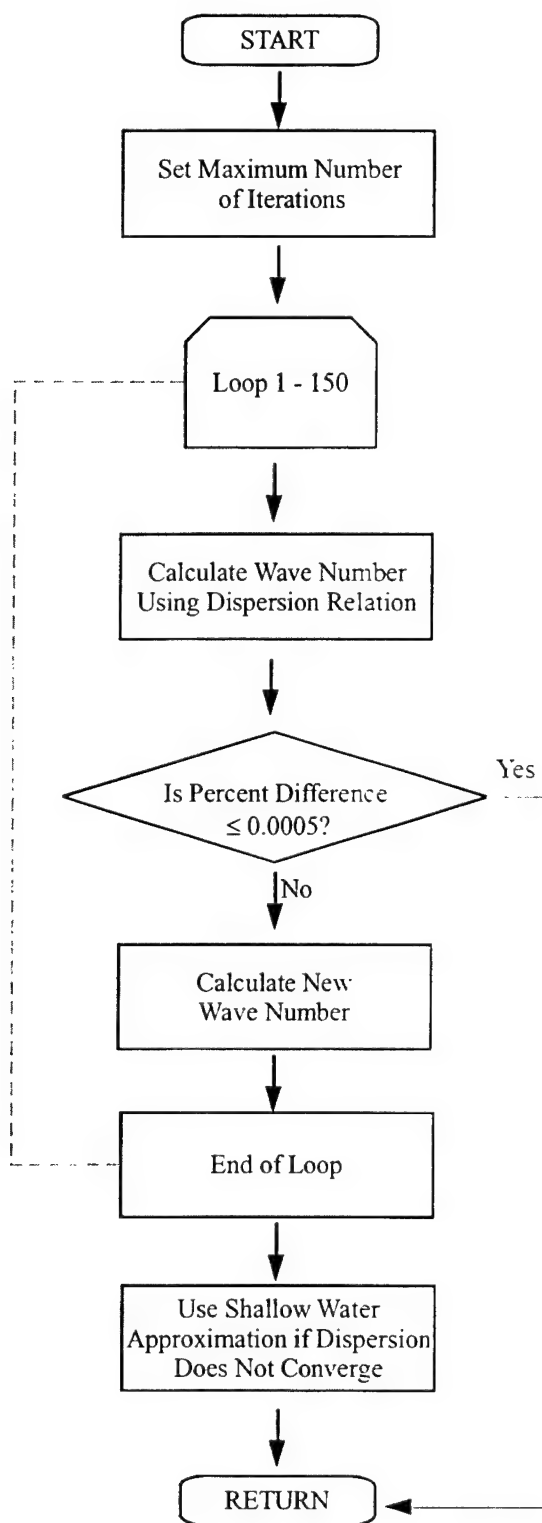 START
Set Maximum Number
of Iterations
Loop 1 - 150
Calculate Wave Number
Using Dispersion Relation
Is Percent Difference
≤ 0.0005?
Yes
No
Calculate New
Wave Number
End of Loop
Use Shallow Water
Approximation if Dispersion
Does Not Converge
RETURN